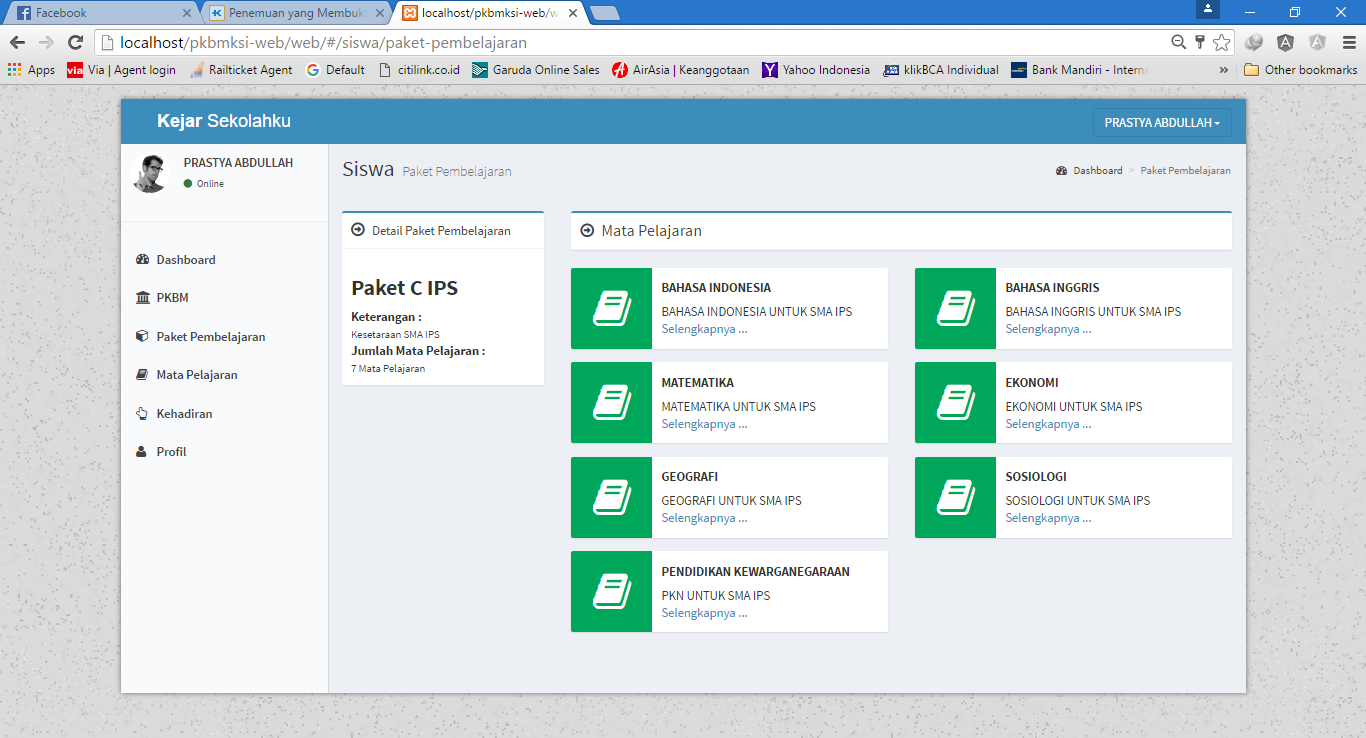 Facebook
Penemuan yang Membuk
localhost/pkbmksi-web/w
localhost/pkbmksi-web/web/#/siswa/paket-pembelajaran
Apps
via Via | Agent login
Railticket Agent
Default
citilink.co.id
Garuda Online Sales
AirAsia | Keanggotaan
Yahoo Indonesia
klikBCA Individual
Bank Mandiri - Intern
»
Other bookmarks
Kejar Sekolahku
PRASTYA ABDULLAH
PRASTYA ABDULLAH
Online
Dashboard
PKBM
Paket Pembelajaran
Mata Pelajaran
Kehadiran
Profil
Siswa Paket Pembelajaran
Dashboard > Paket Pembelajaran
Detail Paket Pembelajaran
Paket C IPS
Keterangan :
Kesetaraan SMA IPS
Jumlah Mata Pelajaran :
7 Mata Pelajaran
Mata Pelajaran
BAHASA INDONESIA
BAHASA INDONESIA UNTUK SMA IPS
Selengkapnya ...
BAHASA INGGRIS
BAHASA INGGRIS UNTUK SMA IPS
Selengkapnya ...
MATEMATIKA
MATEMATIKA UNTUK SMA IPS
Selengkapnya ...
EKONOMI
EKONOMI UNTUK SMA IPS
Selengkapnya ...
GEOGRAFI
GEOGRAFI UNTUK SMA IPS
Selengkapnya ...
SOSIOLOGI
SOSIOLOGI UNTUK SMA IPS
Selengkapnya ...
PENDIDIKAN KEWARGANEGARAAN
PKN UNTUK SMA IPS
Selengkapnya ...